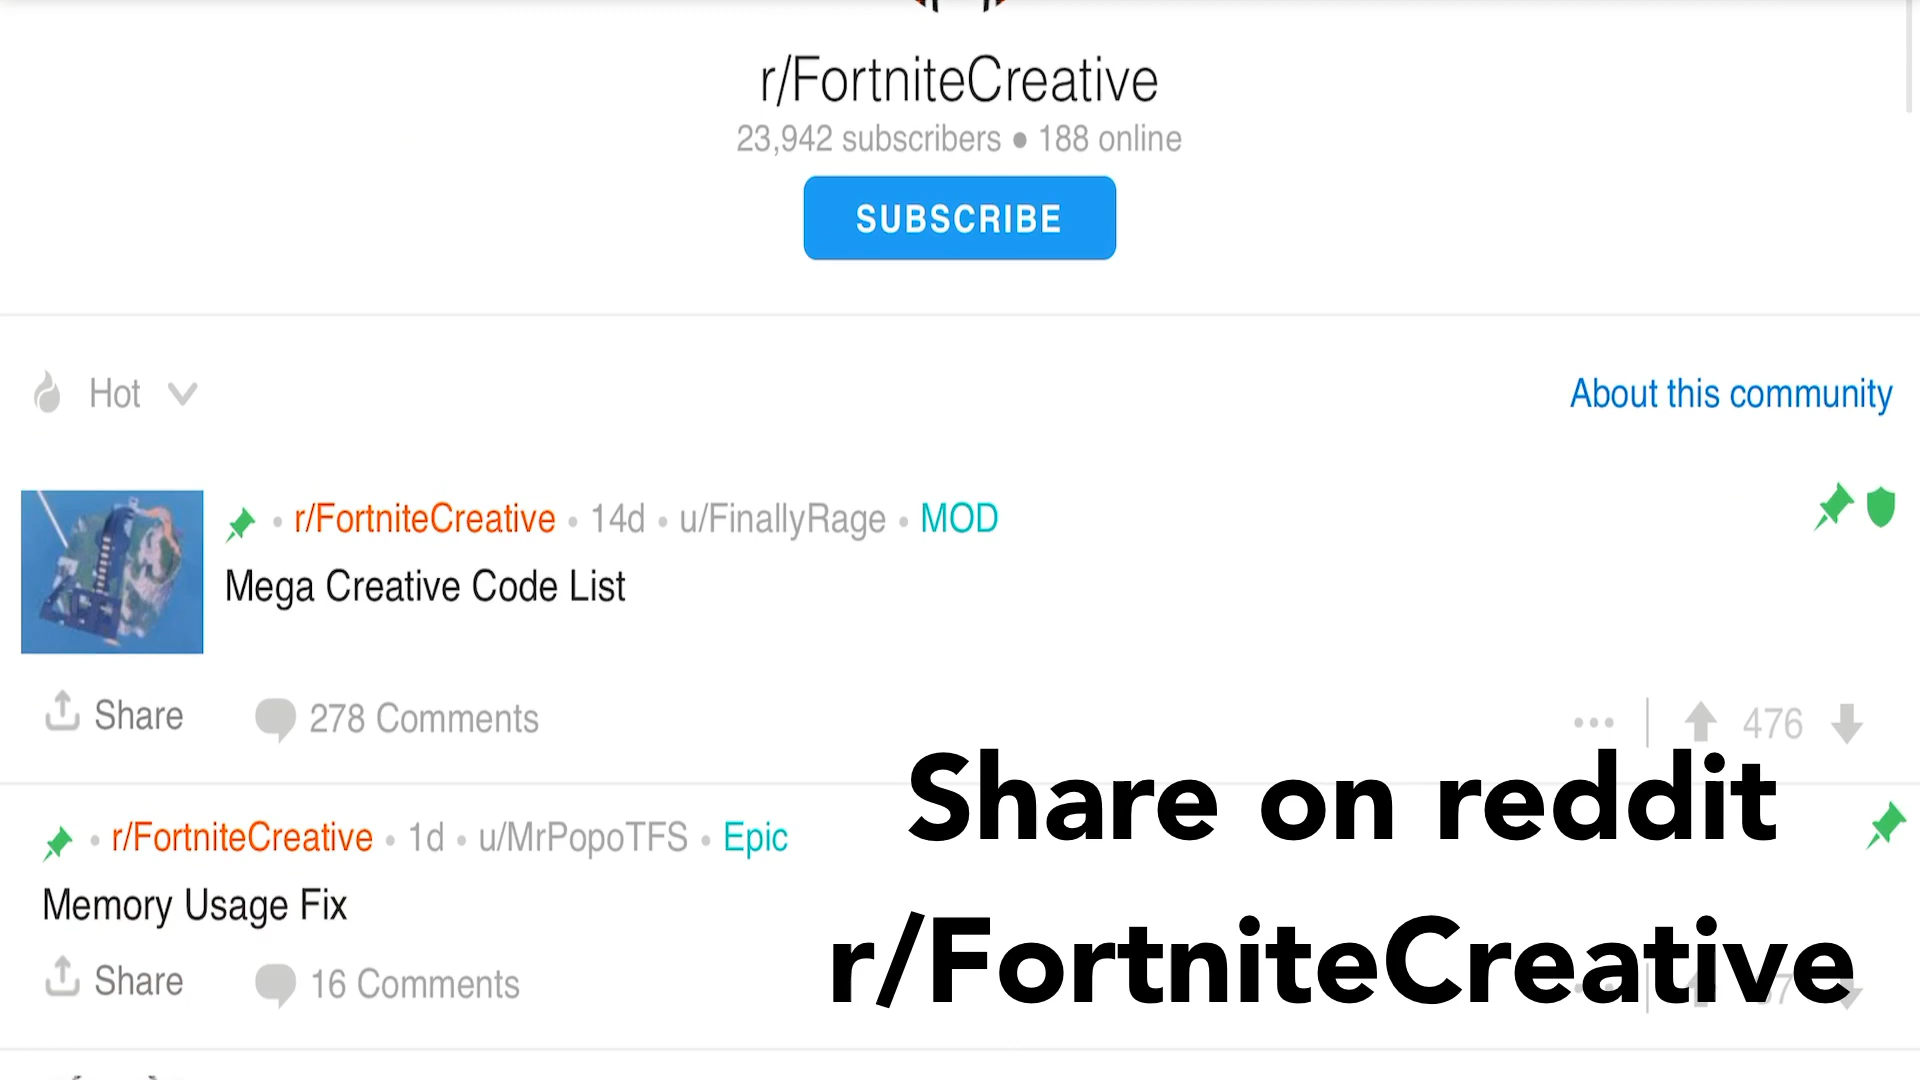 r/FortniteCreative
23,942 subscribers • 188 online
SUBSCRIBE
Hot
About this community
• r/FortniteCreative • 14d • u/FinallyRage • MOD
Mega Creative Code List
Share 278 Comments
476
Share on reddit
• r/FortniteCreative • 1d • u/MrPopoTFS • Epic
Memory Usage Fix
r/FortniteCreative
Share 16 Comments